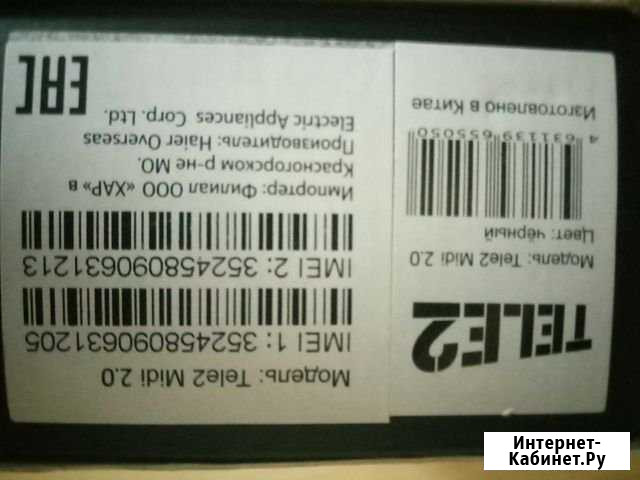 TELE2
Модель: Tele2 Midi 2.0
Цвет: чёрный
4 631139 655050
Изготовлено в Китае
Модель: Tele2 Midi 2.0
IMEI 1: 352458090631205
IMEI 2: 352458090631213
Импортер: Филиал ООО «ХАР» в
Красногорском р-не МО.
Производитель: Haier Overseas
Electric Appliances Corp. Ltd.
EAC
Интернет-
Кабинет.Ру